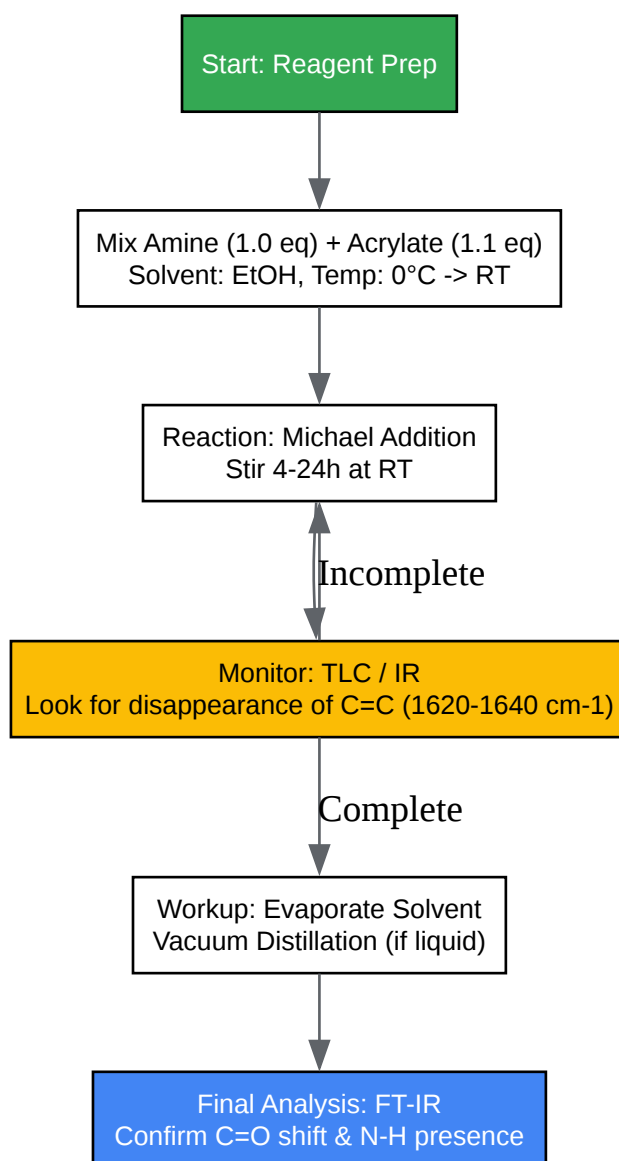 Start: Reagent Prep
Mix Amine (1.0 eq) + Acrylate (1.1 eq)
Solvent: EtOH, Temp: 0°C -> RT
Reaction: Michael Addition
Stir 4-24h at RT
Incomplete
Monitor: TLC / IR
Look for disappearance of C=C (1620-1640 cm-1)
Complete
Workup: Evaporate Solvent
Vacuum Distillation (if liquid)
Final Analysis: FT-IR
Confirm C=O shift & N-H presence